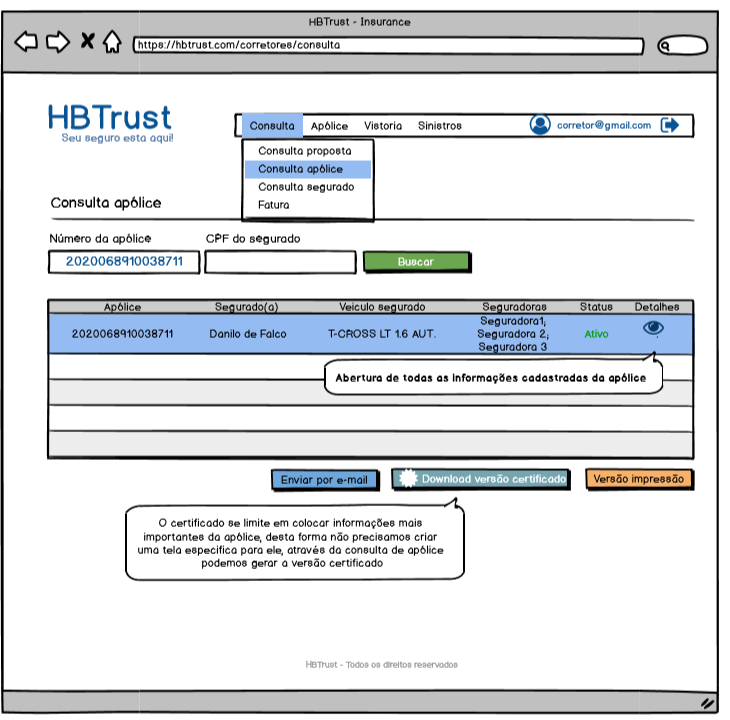 HBTrust - Insurance
https://hbtrust.com/corretores/consulta
HBTrust
Seu seguro esta aqui!
Consulta Apólice Vistoria Sinistros corretor@gmail.com
Consulta proposta
Consulta apólice
Consulta segurado
Fatura
Consulta apólice
Número da apólice CPF do segurado
2020068910038711 Buscar
Apólice Segurado(a) Veiculo segurado Seguradoras Status Detalhes
2020068910038711 Danilo de Falco T-CROSS LT 1.6 AUT. Seguradora1, Ativo
Seguradora 2,
Seguradora 3
Abertura de todas as informações cadastradas da apólice
Enviar por e-mail Download versão certificado Versão impressão
O certificado se limite em colocar informações mais
importantes da apólice, desta forma não precisamos criar
uma tela especifica para ele, através da consulta de apólice
podemos gerar a versão certificado
HBTrust - Todos os direitos reservados